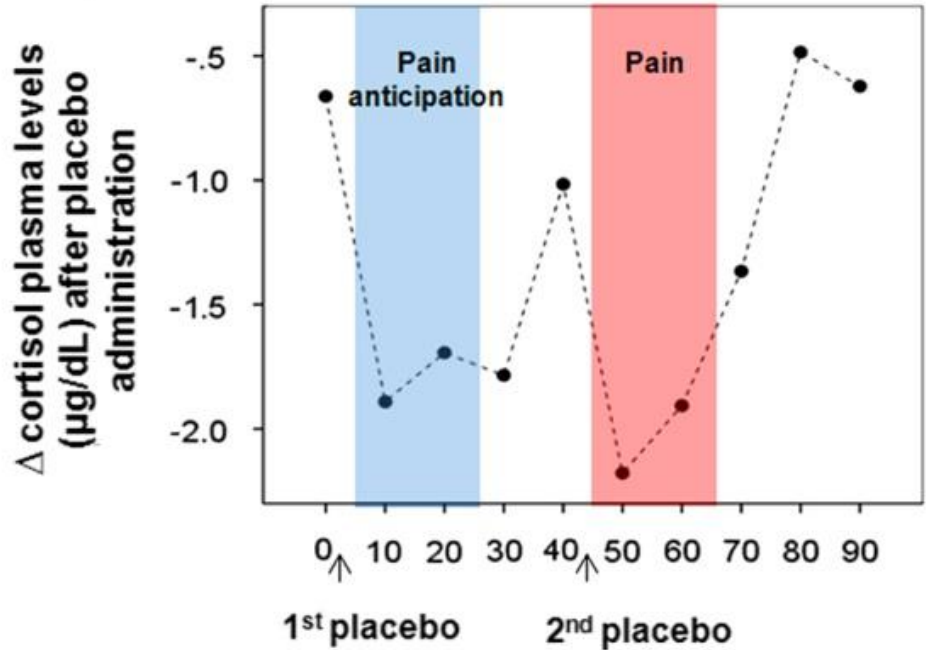 Δ cortisol plasma levels
(µg/dL) after placebo
administration
-.5
-1.0
-1.5
-2.0
Pain
anticipation
Pain
0 10 20 30 40 50 60 70 80 90
1st placebo
2nd placebo